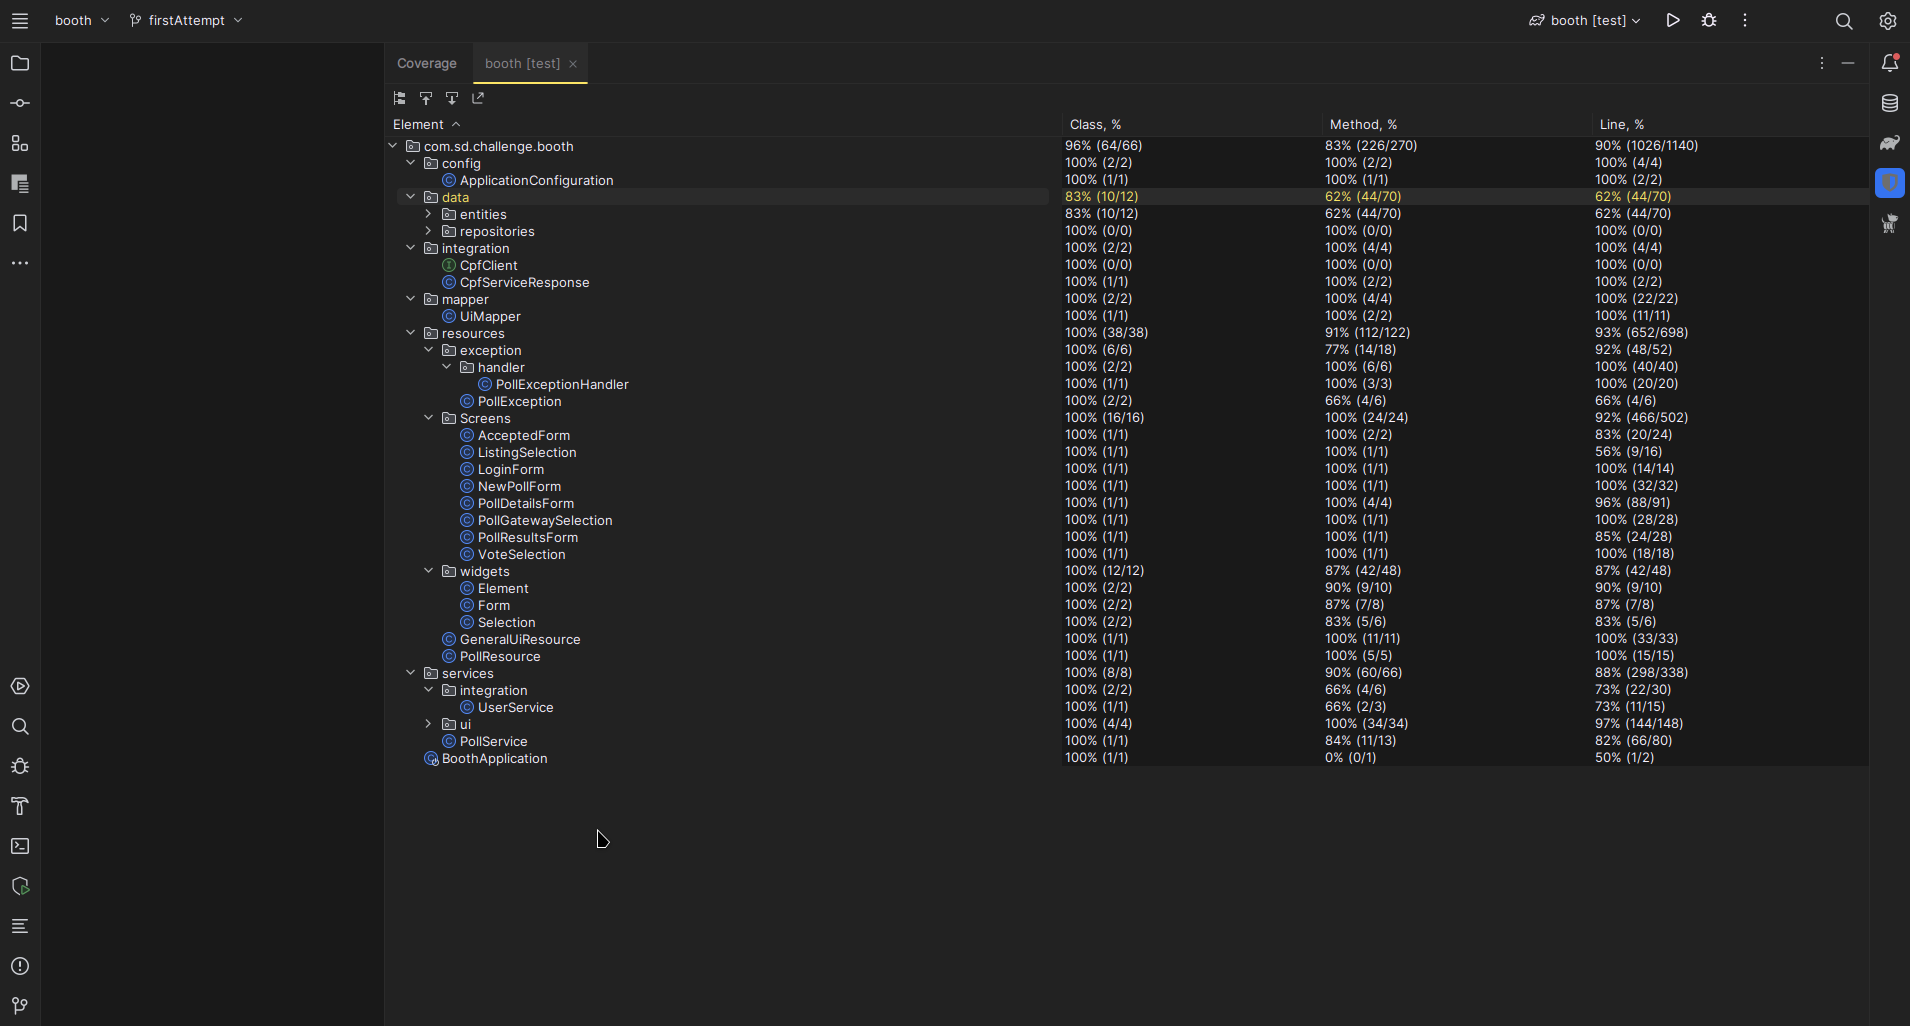 booth firstAttempt booth [test]
Coverage booth [test]
Element Class, % Method, % Line, %
com.sd.challenge.booth 96% (64/66) 83% (226/270) 90% (1026/1140)
config 100% (2/2) 100% (2/2) 100% (4/4)
ApplicationConfiguration 100% (1/1) 100% (1/1) 100% (2/2)
data 83% (10/12) 62% (44/70) 62% (44/70)
entities 83% (10/12) 62% (44/70) 62% (44/70)
repositories 100% (0/0) 100% (0/0) 100% (0/0)
integration 100% (2/2) 100% (4/4) 100% (4/4)
CpfClient 100% (0/0) 100% (0/0) 100% (0/0)
CpfServiceResponse 100% (1/1) 100% (2/2) 100% (2/2)
mapper 100% (2/2) 100% (4/4) 100% (22/22)
UiMapper 100% (1/1) 100% (2/2) 100% (11/11)
resources 100% (38/38) 91% (112/122) 93% (652/698)
exception 100% (6/6) 77% (14/18) 92% (48/52)
handler 100% (2/2) 100% (6/6) 100% (40/40)
PollExceptionHandler 100% (1/1) 100% (3/3) 100% (20/20)
PollException 100% (2/2) 66% (4/6) 66% (4/6)
Screens 100% (16/16) 100% (24/24) 92% (466/502)
AcceptedForm 100% (1/1) 100% (2/2) 83% (20/24)
ListingSelection 100% (1/1) 100% (1/1) 56% (9/16)
LoginForm 100% (1/1) 100% (1/1) 100% (14/14)
NewPollForm 100% (1/1) 100% (1/1) 100% (32/32)
PollDetailsForm 100% (1/1) 100% (4/4) 96% (88/91)
PollGatewaySelection 100% (1/1) 100% (1/1) 100% (28/28)
PollResultsForm 100% (1/1) 100% (1/1) 85% (24/28)
VoteSelection 100% (1/1) 100% (1/1) 100% (18/18)
widgets 100% (12/12) 87% (42/48) 87% (42/48)
Element 100% (2/2) 90% (9/10) 90% (9/10)
Form 100% (2/2) 87% (7/8) 87% (7/8)
Selection 100% (2/2) 83% (5/6) 83% (5/6)
GeneralUiResource 100% (1/1) 100% (11/11) 100% (33/33)
PollResource 100% (1/1) 100% (5/5) 100% (15/15)
services 100% (8/8) 90% (60/66) 88% (298/338)
integration 100% (2/2) 66% (4/6) 73% (22/30)
UserService 100% (1/1) 66% (2/3) 73% (11/15)
ui 100% (4/4) 100% (34/34) 97% (144/148)
PollService 100% (1/1) 84% (11/13) 82% (66/80)
BoothApplication 100% (1/1) 0% (0/1) 50% (1/2)